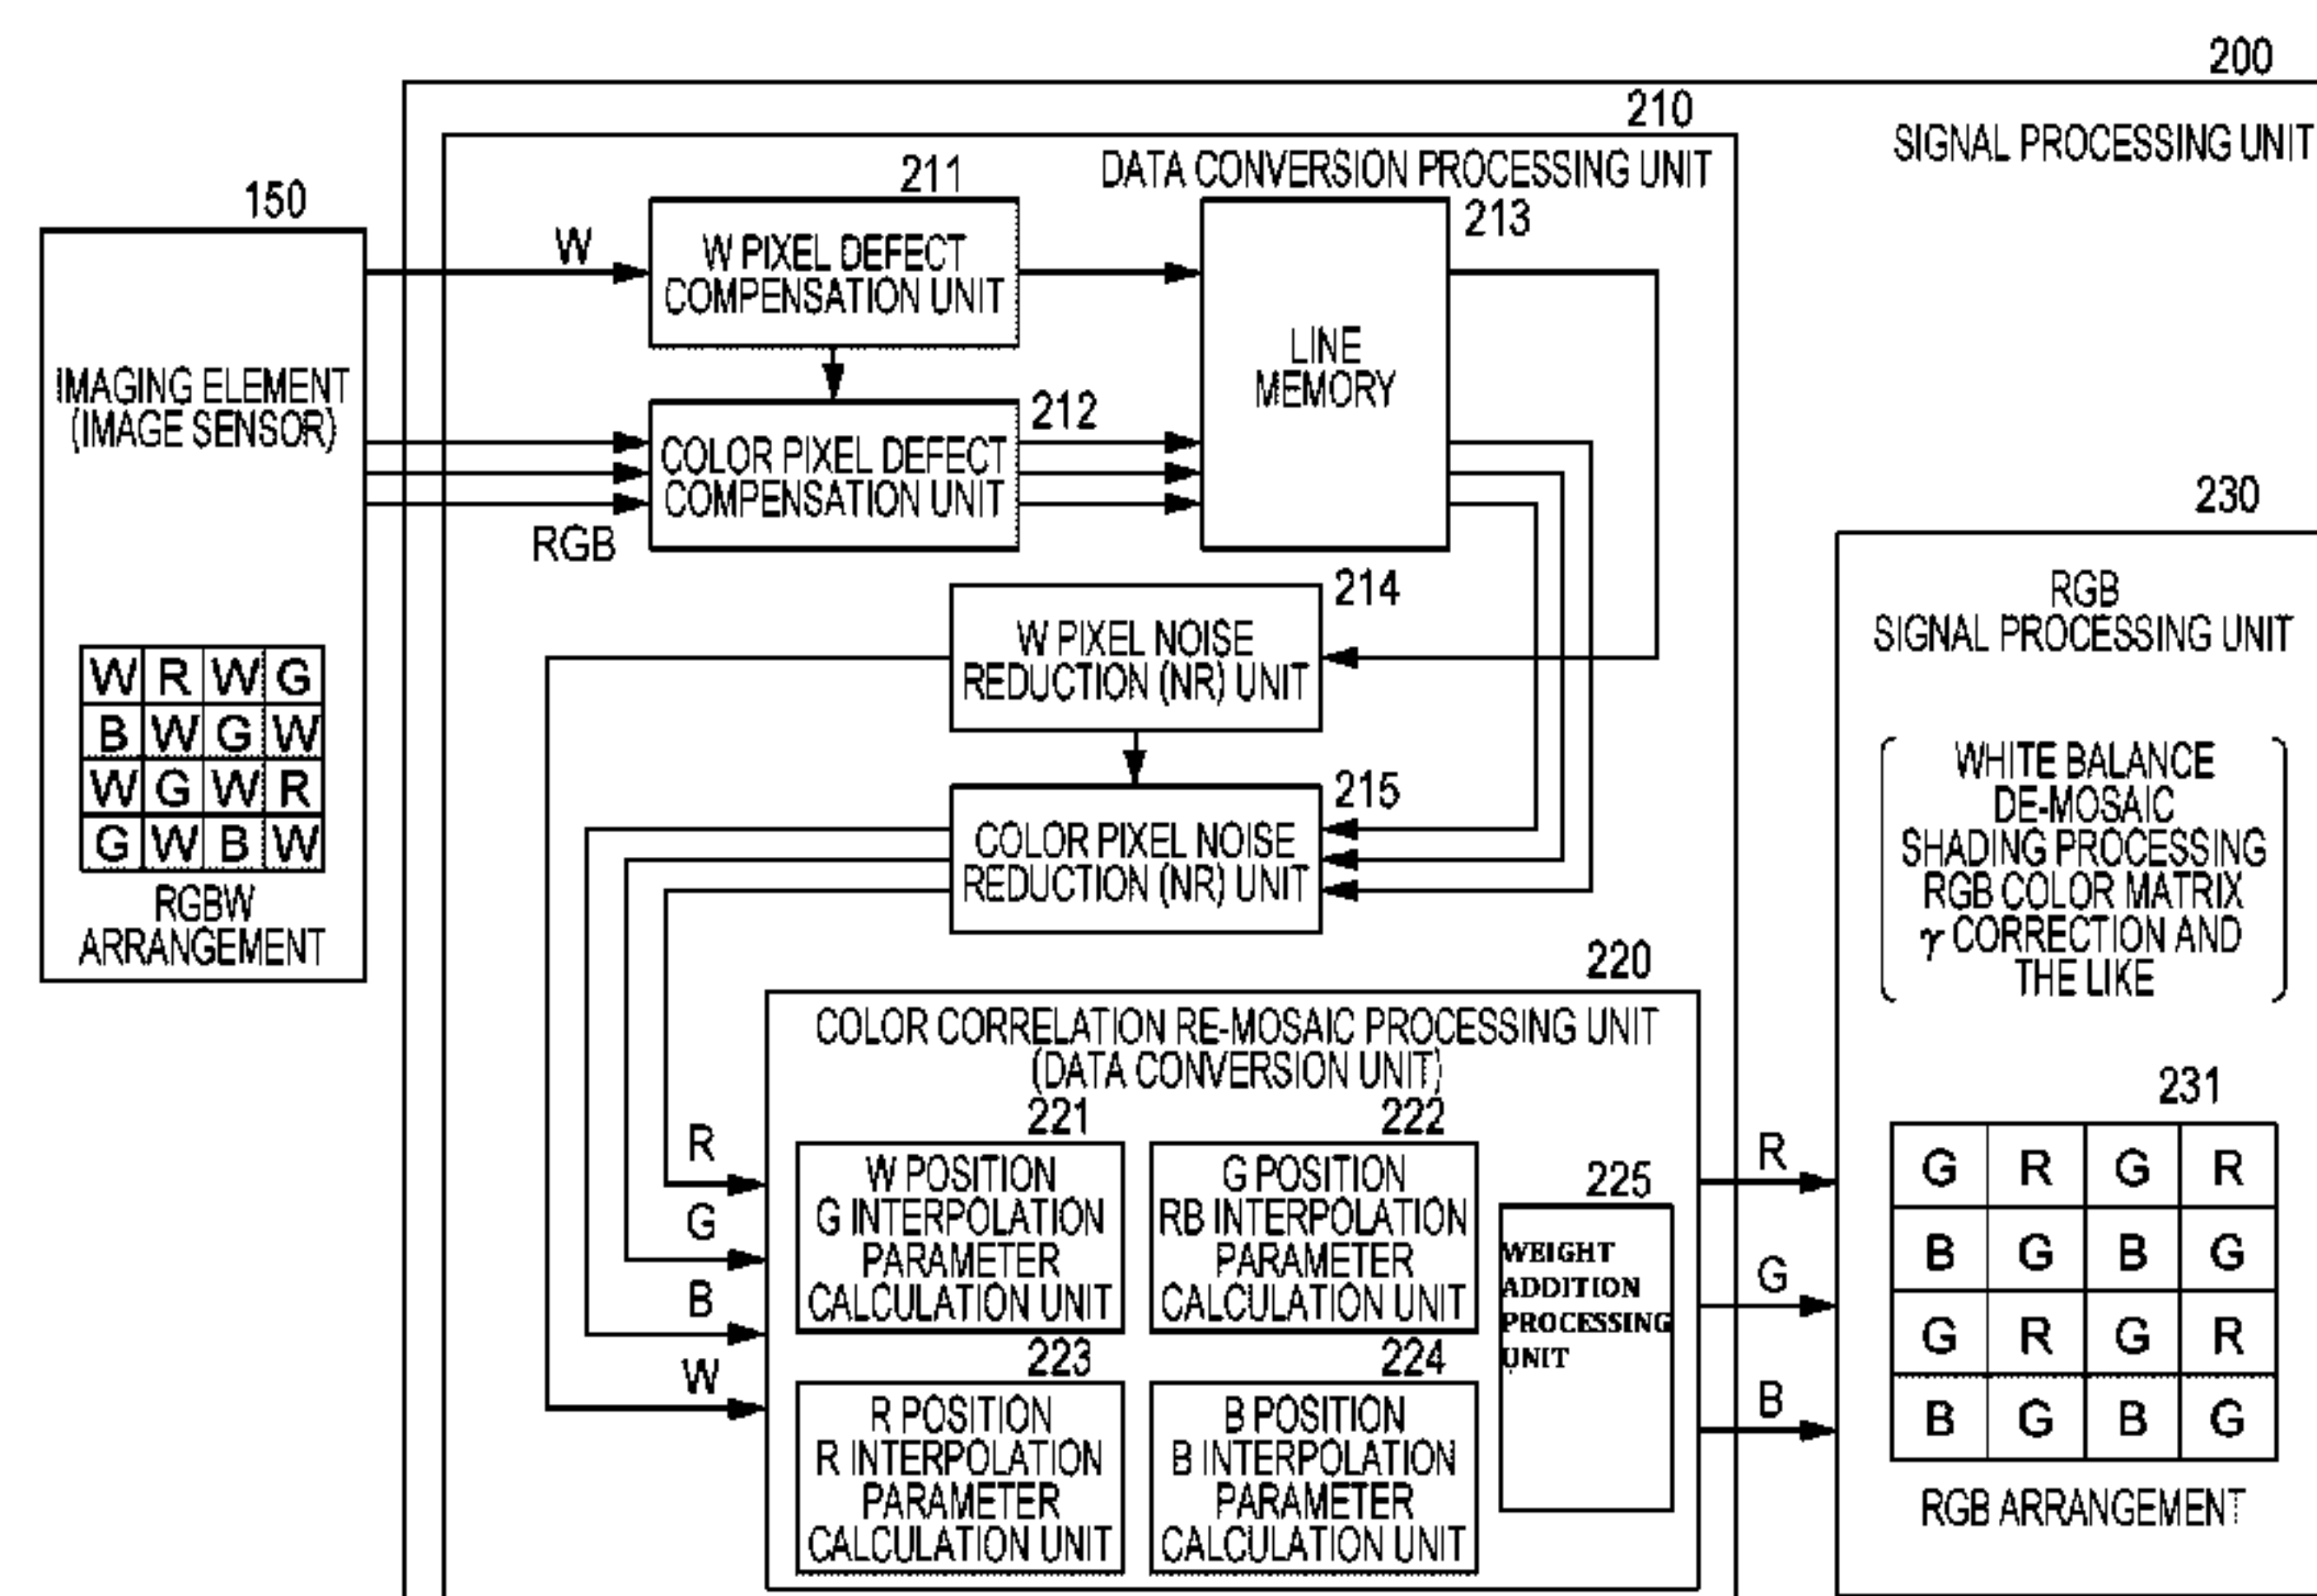 200
SIGNAL PROCESSING UNIT
210
DATA CONVERSION PROCESSING UNIT
150
IMAGING ELEMENT
(IMAGE SENSOR)
W R W G
B W G W
W G W R
G W B W
RGBW
ARRANGEMENT
W
RGB
211
W PIXEL DEFECT
COMPENSATION UNIT
212
COLOR PIXEL DEFECT
COMPENSATION UNIT
213
LINE
MEMORY
214
W PIXEL NOISE
REDUCTION (NR) UNIT
215
COLOR PIXEL NOISE
REDUCTION (NR) UNIT
220
COLOR CORRELATION RE-MOSAIC PROCESSING UNIT
(DATA CONVERSION UNIT)
R
G
B
W
221
W POSITION
G INTERPOLATION
PARAMETER
CALCULATION UNIT
222
G POSITION
RB INTERPOLATION
PARAMETER
CALCULATION UNIT
223
R POSITION
R INTERPOLATION
PARAMETER
CALCULATION UNIT
224
B POSITION
B INTERPOLATION
PARAMETER
CALCULATION UNIT
225
WEIGHT
ADDITION
PROCESSING
UNIT
R
G
B
230
RGB
SIGNAL PROCESSING UNIT
WHITE BALANCE
DE-MOSAIC
SHADING PROCESSING
RGB COLOR MATRIX
γ CORRECTION AND
THE LIKE
231
G R G R
B G B G
G R G R
B G B G
RGB ARRANGEMENT